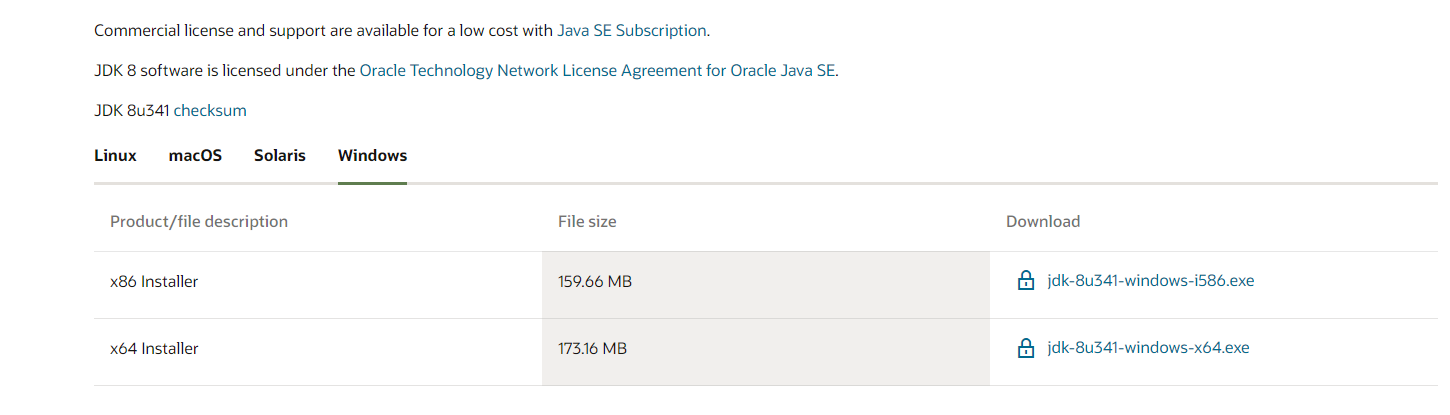 Commercial license and support are available for a low cost with Java SE Subscription.
JDK 8 software is licensed under the Oracle Technology Network License Agreement for Oracle Java SE.
JDK 8u341 checksum
Linux macOS Solaris Windows
Product/file description File size Download
x86 Installer 159.66 MB jdk-8u341-windows-i586.exe
x64 Installer 173.16 MB jdk-8u341-windows-x64.exe